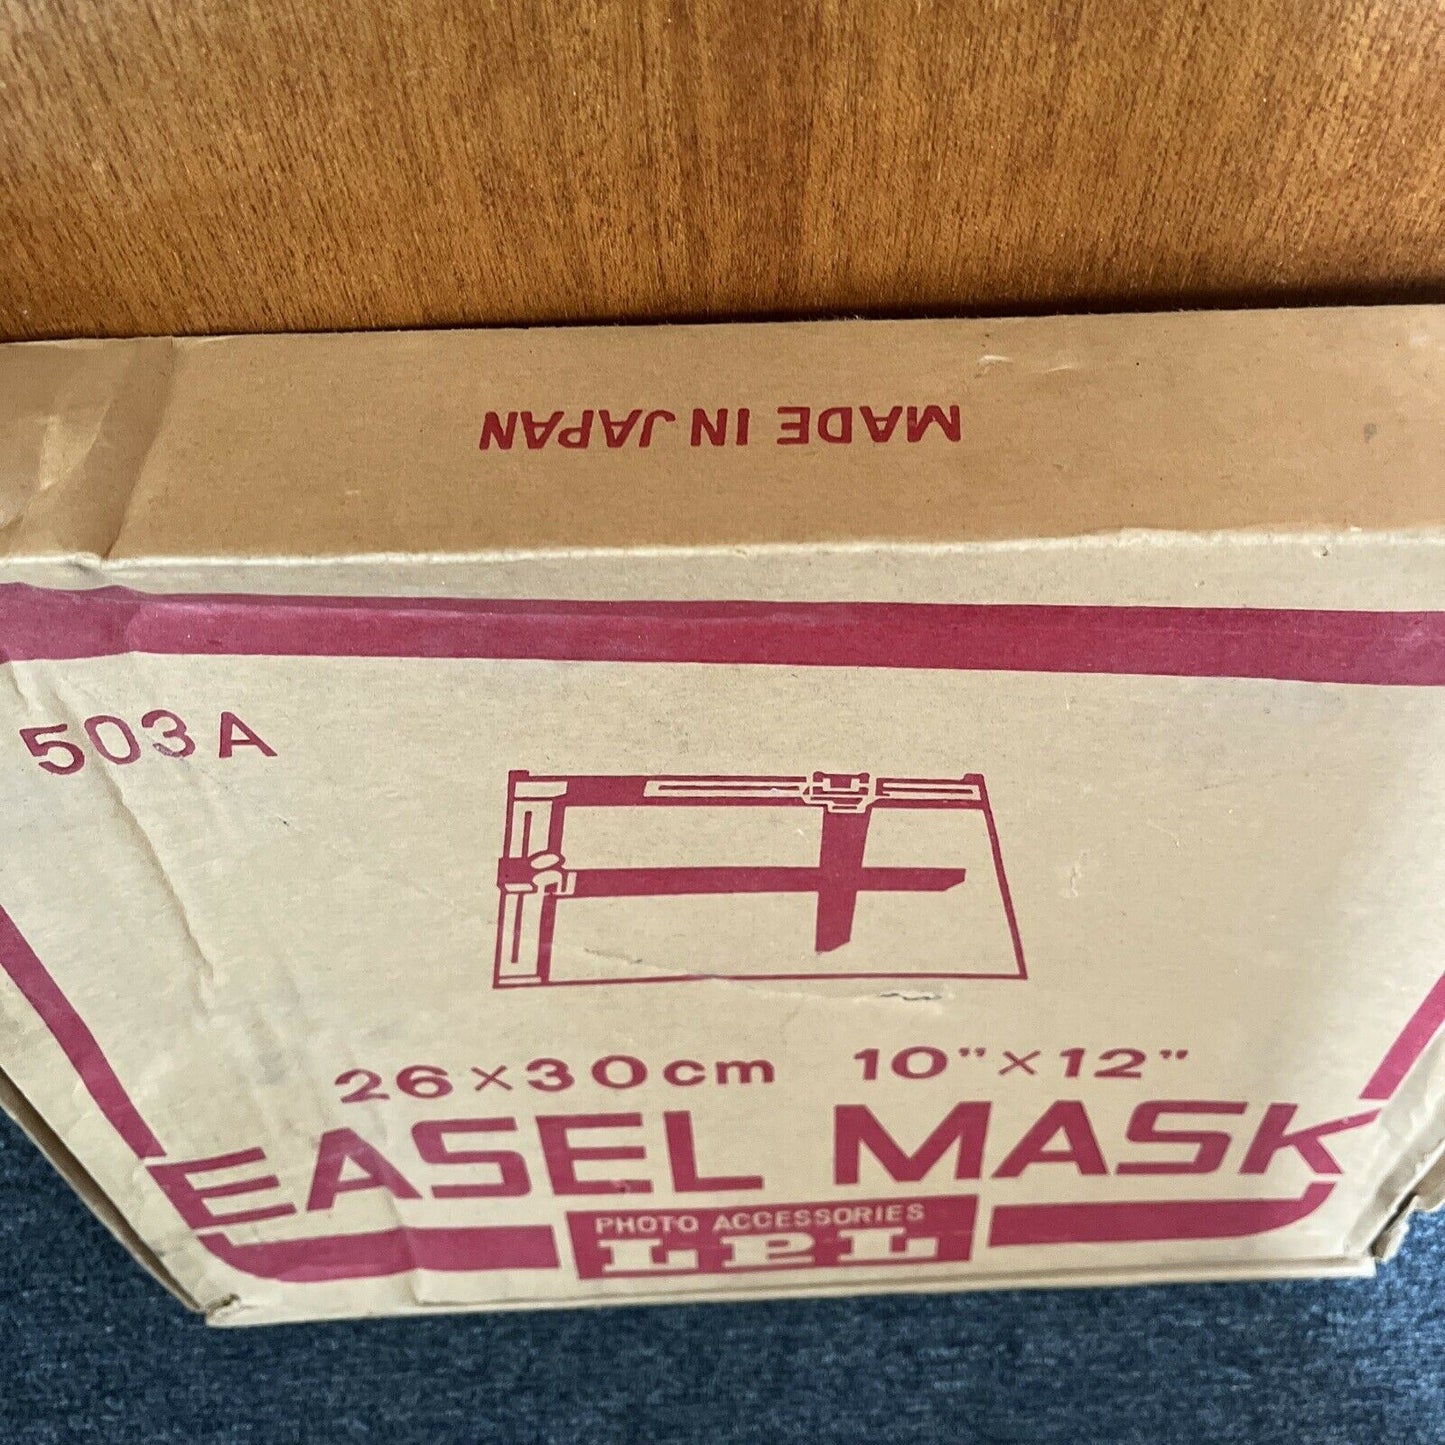 MADE IN JAPAN
503A
26×30cm 10"×12"
EASEL MASK
PHOTO ACCESSORIES
LPL